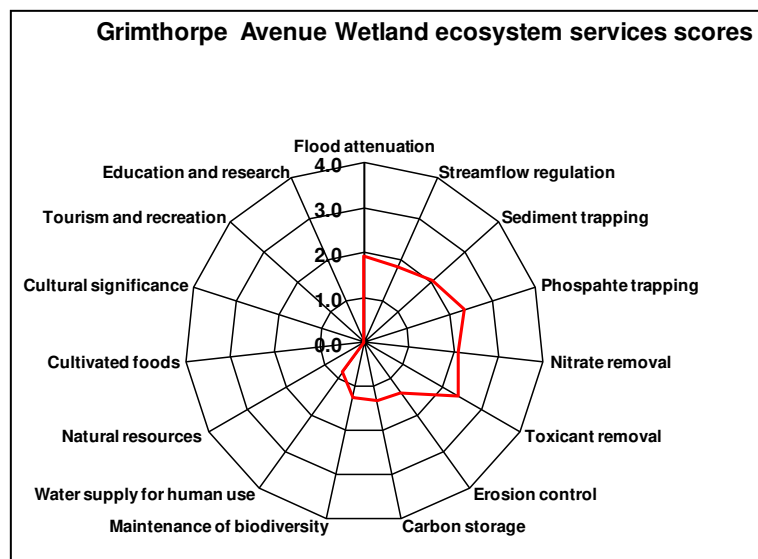 Grimthorpe Avenue Wetland ecosystem services scores
Flood attenuation
4.0
Education and research
Streamflow regulation
3.0
Tourism and recreation
Sediment trapping
2.0
Cultural significance
Phospahte trapping
1.0
0.0
Cultivated foods
Nitrate removal
Natural resources
Toxicant removal
Water supply for human use
Erosion control
Maintenance of biodiversity
Carbon storage